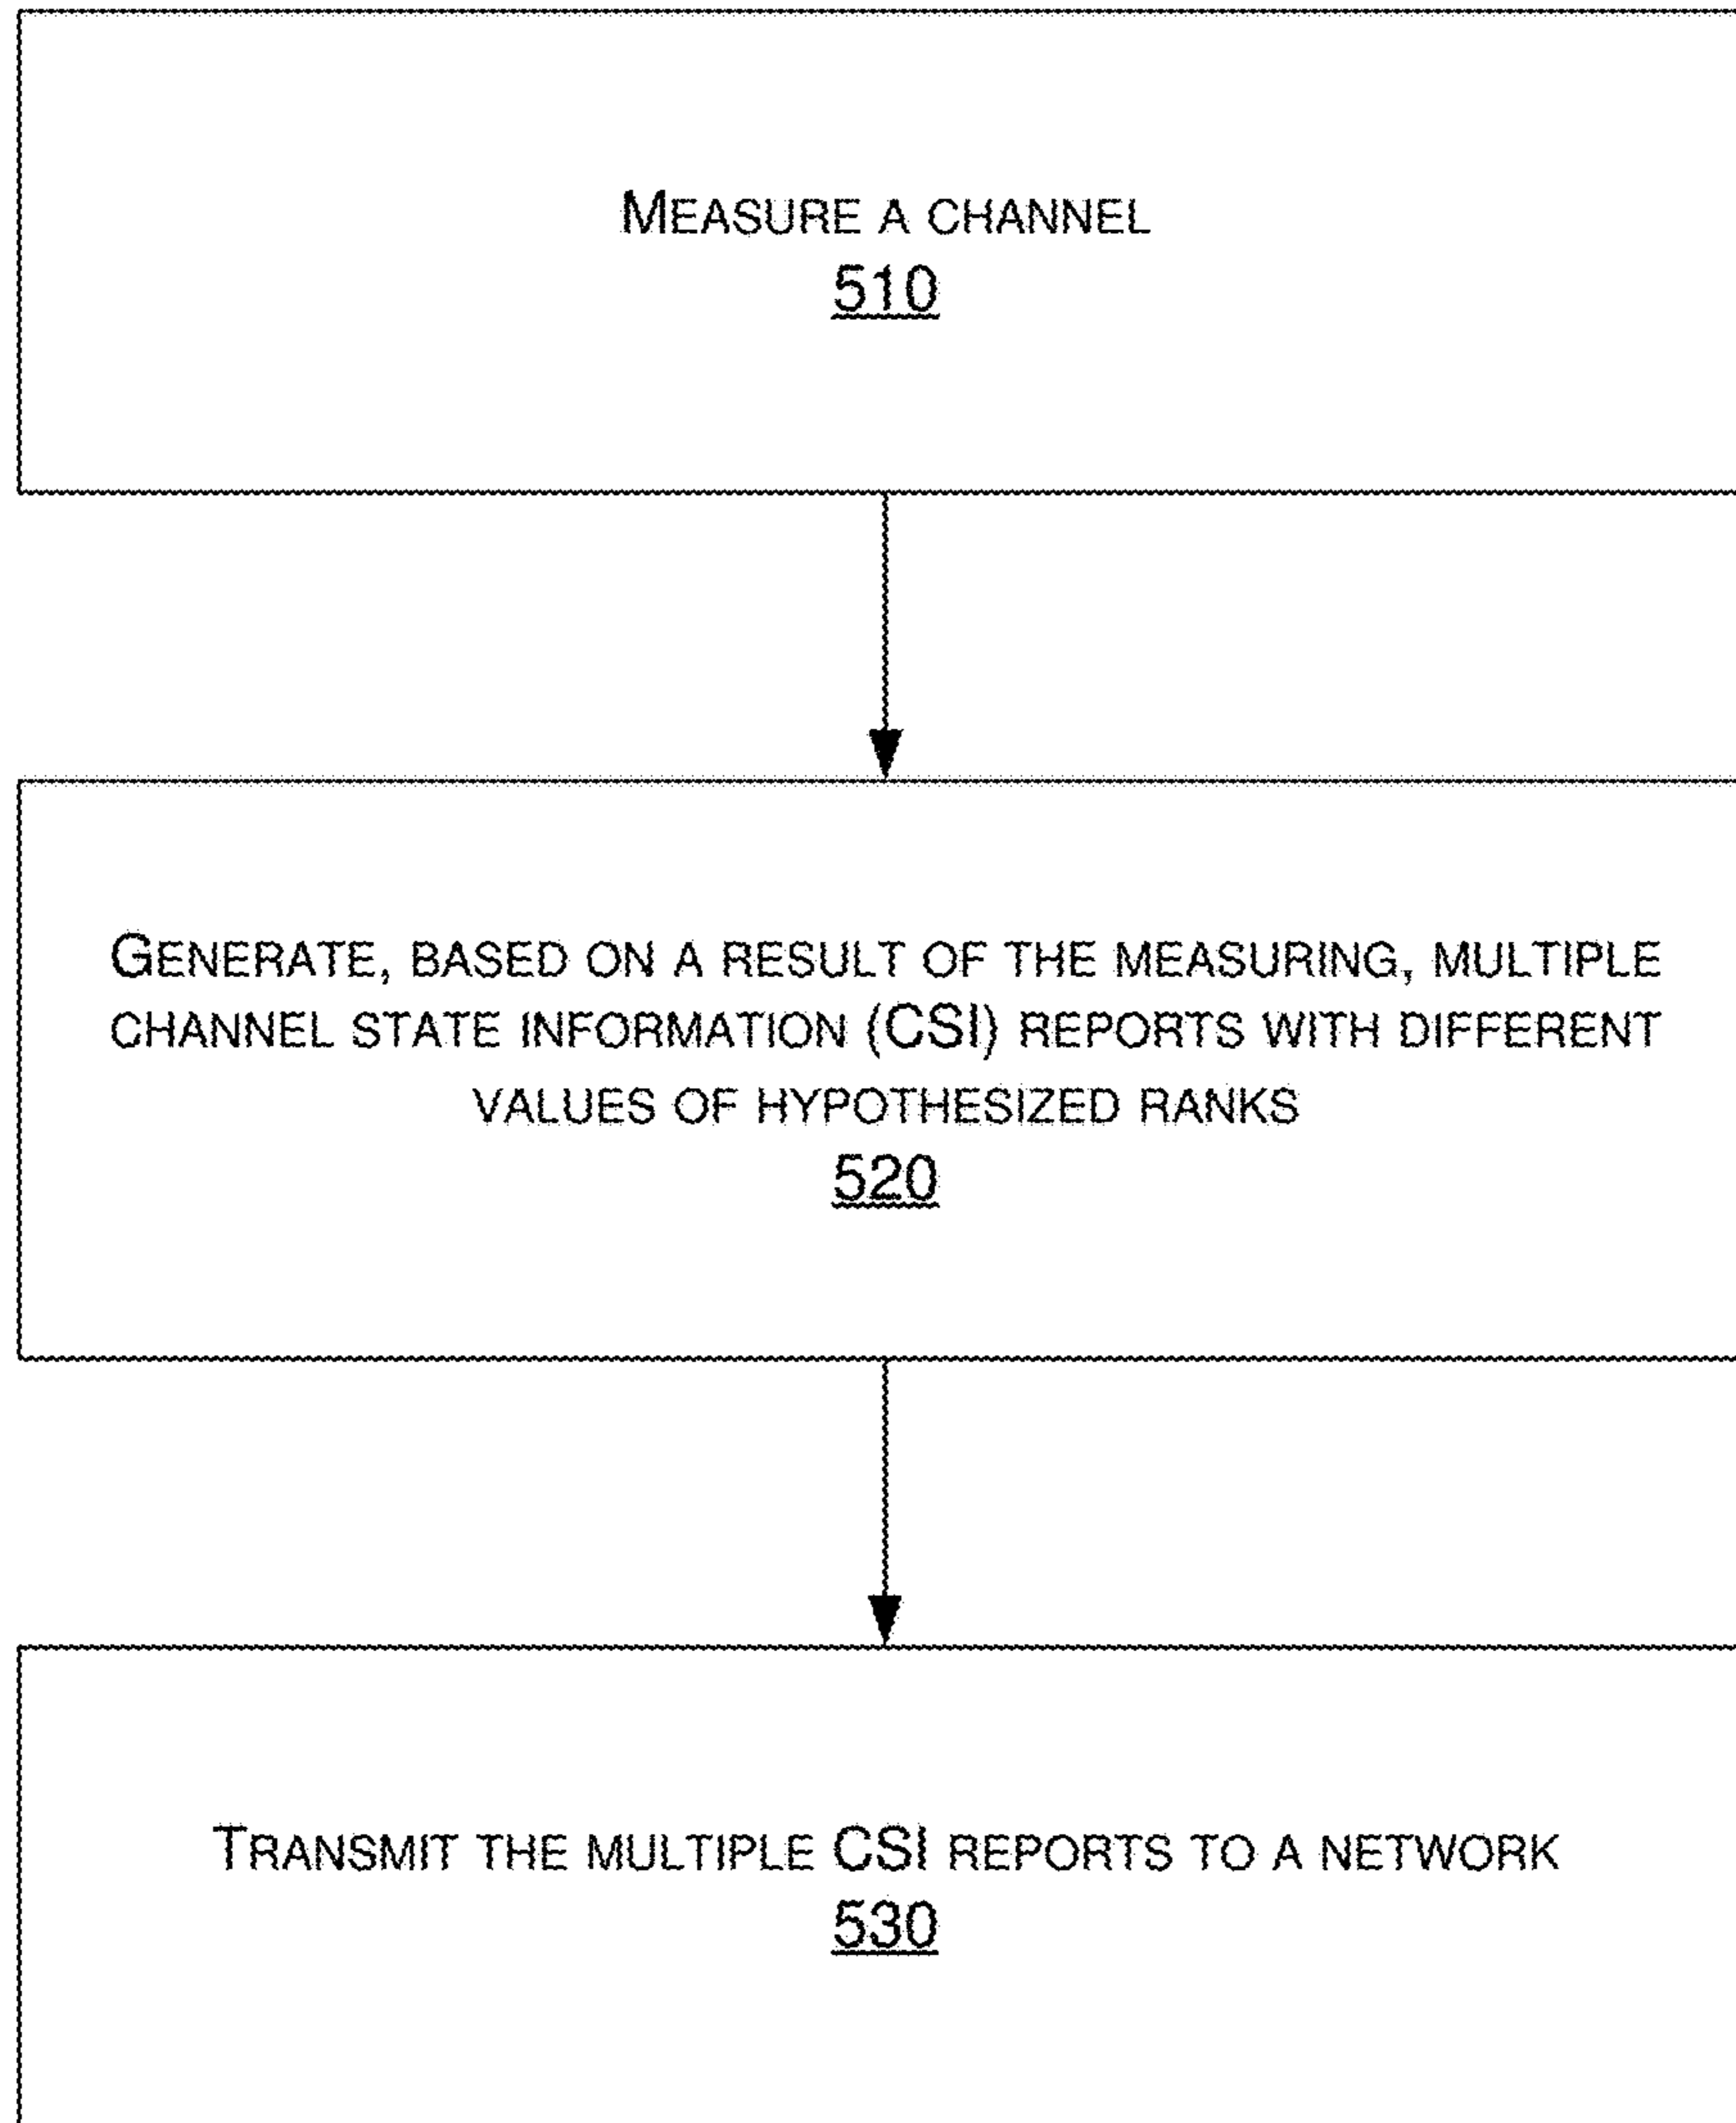 MEASURE A CHANNEL
510
GENERATE, BASED ON A RESULT OF THE MEASURING, MULTIPLE
CHANNEL STATE INFORMATION (CSI) REPORTS WITH DIFFERENT
VALUES OF HYPOTHESIZED RANKS
520
TRANSMIT THE MULTIPLE CSI REPORTS TO A NETWORK
530